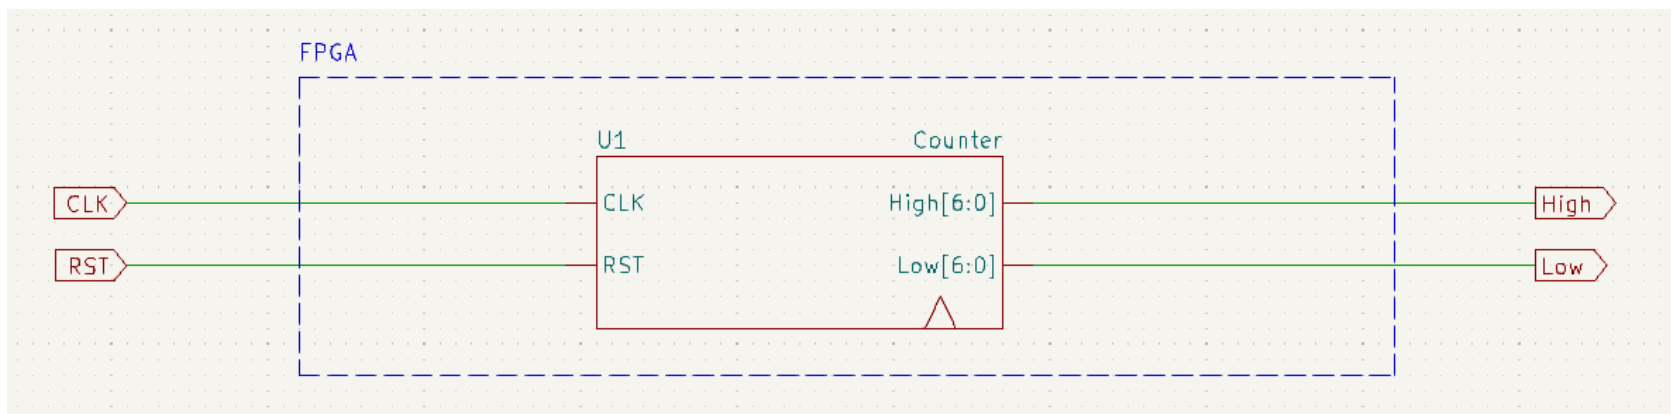 FPGA
U1 Counter
CLK CLK High[6:0] High
RST RST Low[6:0] Low